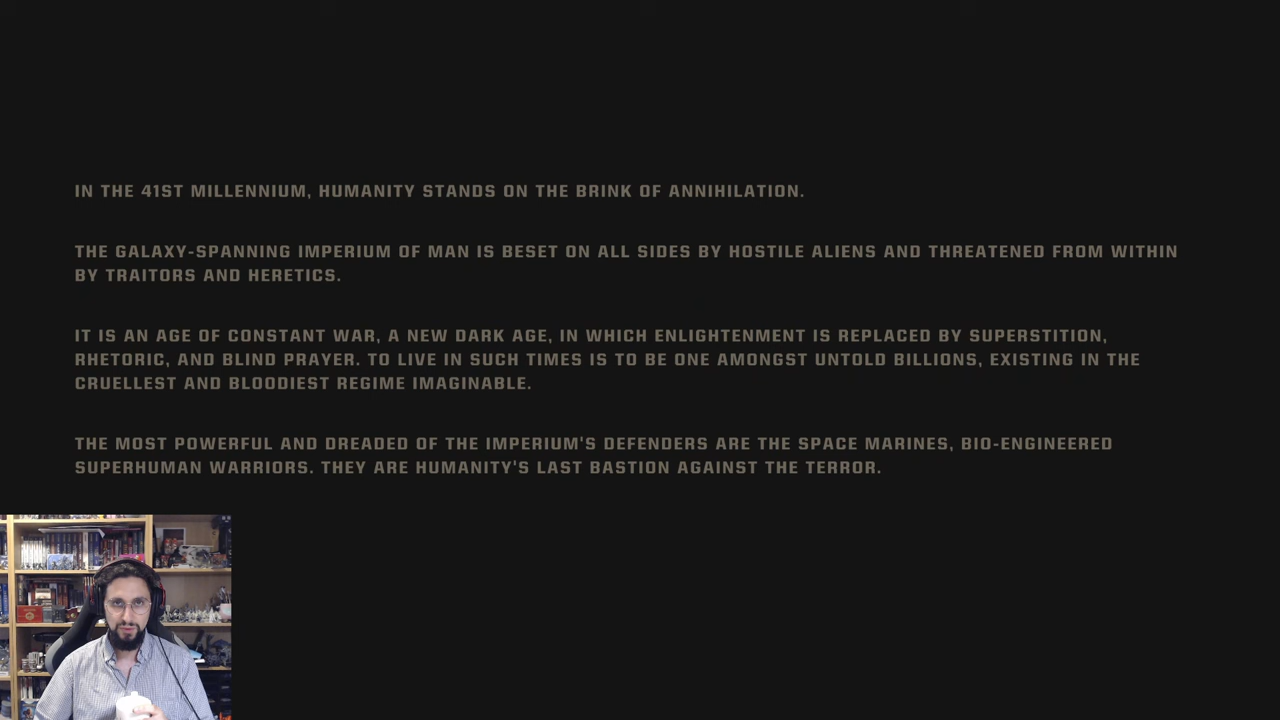 IN THE 41ST MILLENNIUM, HUMANITY STANDS ON THE BRINK OF ANNIHILATION.
THE GALAXY-SPANNING IMPERIUM OF MAN IS BESET ON ALL SIDES BY HOSTILE ALIENS AND THREATENED FROM WITHIN
BY TRAITORS AND HERETICS.
IT IS AN AGE OF CONSTANT WAR, A NEW DARK AGE, IN WHICH ENLIGHTENMENT IS REPLACED BY SUPERSTITION,
RHETORIC, AND BLIND PRAYER. TO LIVE IN SUCH TIMES IS TO BE ONE AMONGST UNTOLD BILLIONS, EXISTING IN THE
CRUELLEST AND BLOODIEST REGIME IMAGINABLE.
THE MOST POWERFUL AND DREADED OF THE IMPERIUM'S DEFENDERS ARE THE SPACE MARINES, BIO-ENGINEERED
SUPERHUMAN WARRIORS. THEY ARE HUMANITY'S LAST BASTION AGAINST THE TERROR.